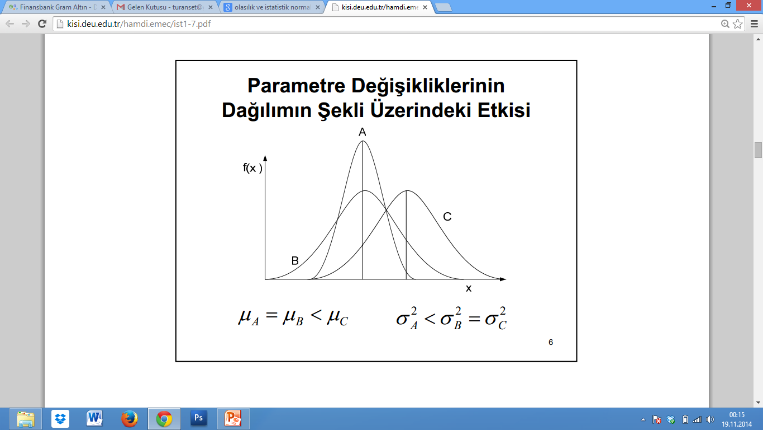 Finansbank Gram Altın -
Gelen Kutusu - turanset©
olasılık ve istatistik norma
kisi.deu.edu.tr/hamdi.eme
kisi.deu.edu.tr/hamdi.emec/ist1-7.pdf
Parametre Değişikliklerinin
Dağılımın Şekli Üzerindeki Etkisi
A
f(x )
C
B
x
μA = μB < μC
σ²A < σ²B = σ²C
6
00:15
19.11.2014